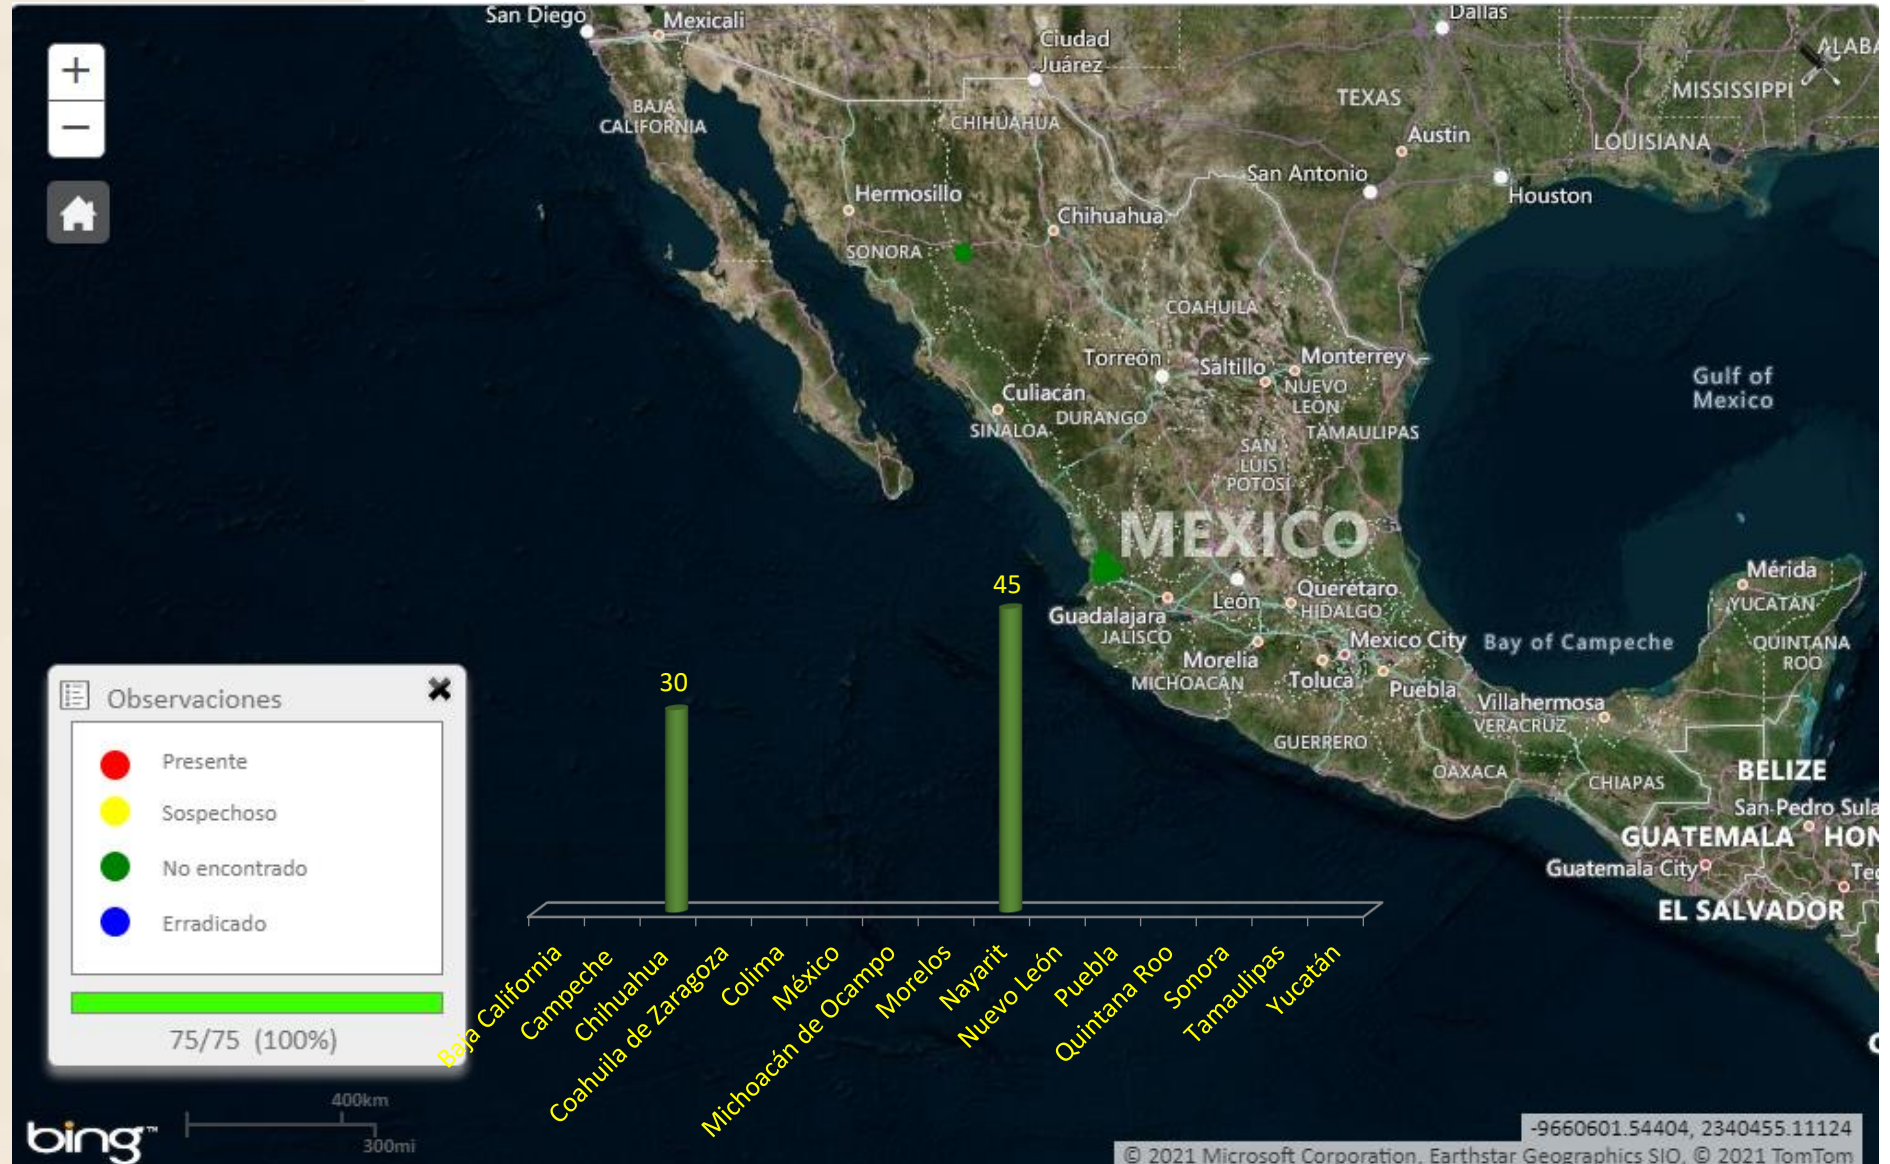 San Diego
Mexicali
Ciudad
Juárez
Dallas
ALABA
BAJA
CALIFORNIA
CHIHUAHUA
TEXAS
MISSISSIPPI
Austin
LOUISIANA
San Antonio
Houston
Hermosillo
Chihuahua
SONORA
COAHUILA
Torreón
Saltillo
Monterrey
NUEVO
LEÓN
Gulf of
Mexico
Culiacán
DURANGO
SINALOA
TAMAULIPAS
SAN
LUIS
POTOSÍ
MEXICO
Mérida
YUCATÁN
45
León
Querétaro
HIDALGO
Guadalajara
JALISCO
Mexico City
Bay of Campeche
QUINTANA
ROO
Morelia
MICHOACÁN
Toluca
Puebla
Villahermosa
VERACRUZ
30
GUERRERO
OAXACA
CHIAPAS
BELIZE
San Pedro Sula
GUATEMALA
HON
Guatemala City
Teg
EL SALVADOR
Observaciones
Presente
Sospechoso
No encontrado
Erradicado
75/75 (100%)
Baja California
Campeche
Chihuahua
Coahuila de Zaragoza
Colima
México
Michoacán de Ocampo
Morelos
Nayarit
Nuevo León
Puebla
Quintana Roo
Sonora
Tamaulipas
Yucatán
400km
300mi
bing™
-9660601.54404, 2340455.11124
© 2021 Microsoft Corporation, Earthstar Geographics SIO, © 2021 TomTom